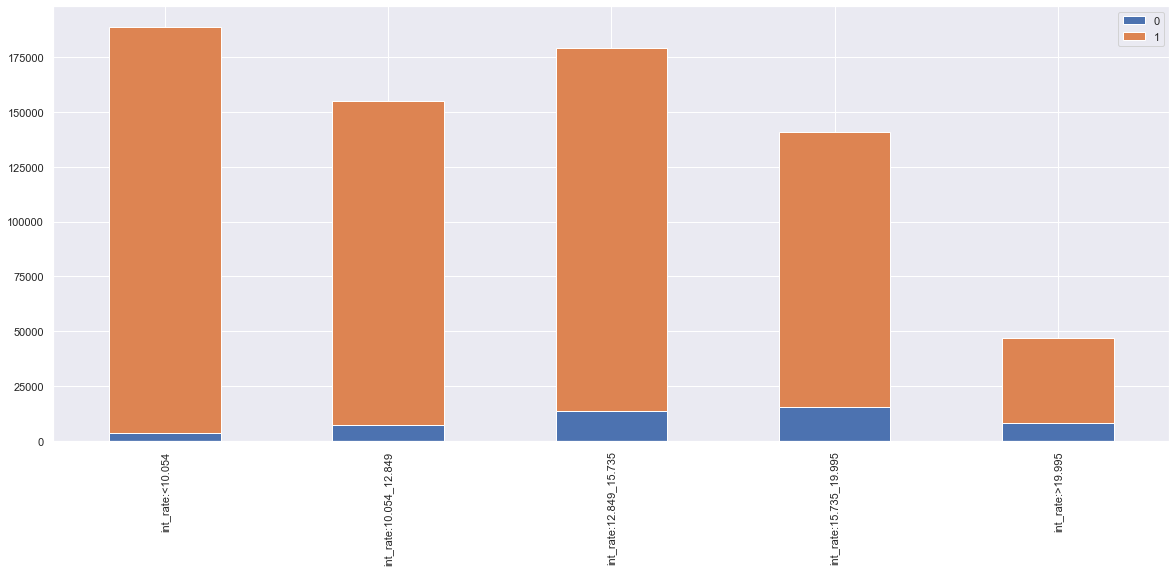 0
1
175000
150000
125000
100000
75000
50000
25000
0
int_rate:<10.054
int_rate:10.054_12.849
int_rate:12.849_15.735
int_rate:15.735_19.995
int_rate:>19.995